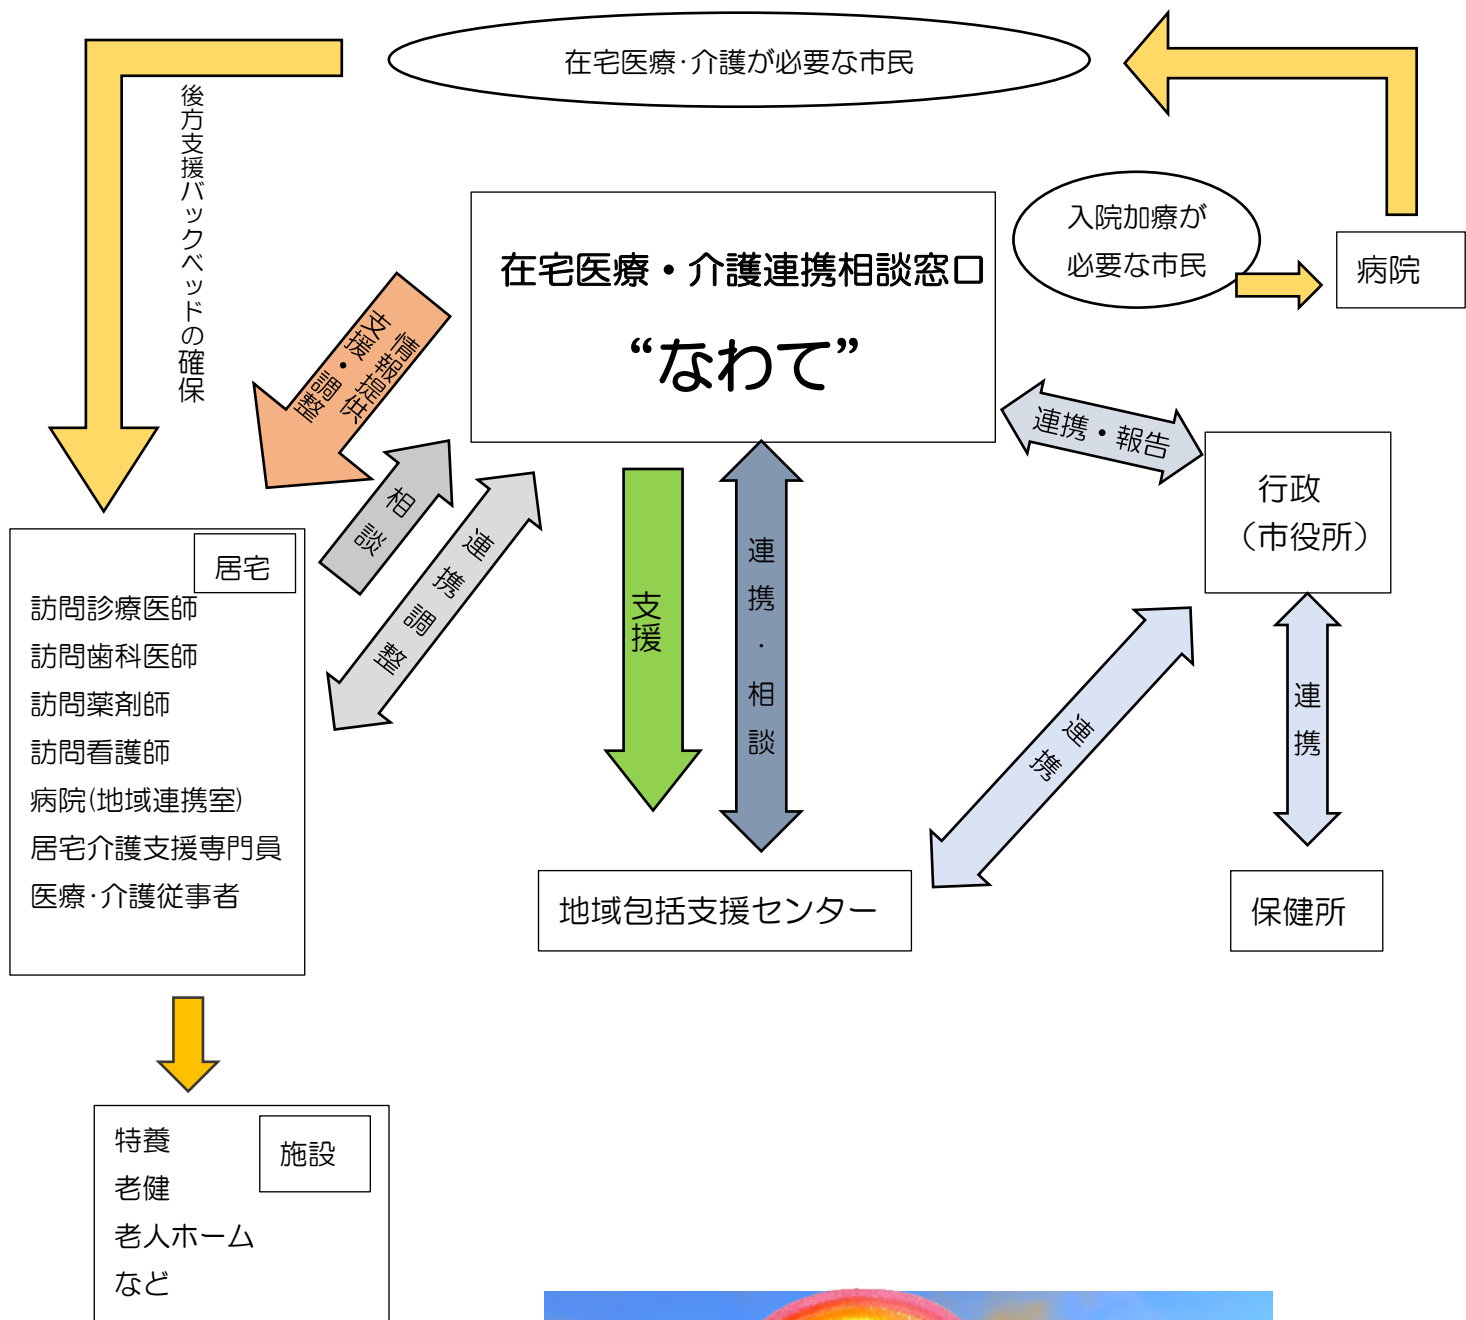 在宅医療・介護が必要な市民
後方支援バックベッドの確保
入院加療が
必要な市民
病院
在宅医療・介護連携相談窓口
“なわて”
情報提供
支援・調整
相談
連携調整
連携・報告
行政
（市役所）
支援
連携・相談
連携
連携
居宅
訪問診療医師
訪問歯科医師
訪問薬剤師
訪問看護師
病院(地域連携室)
居宅介護支援専門員
医療・介護従事者
地域包括支援センター
保健所
施設
特養
老健
老人ホーム
など